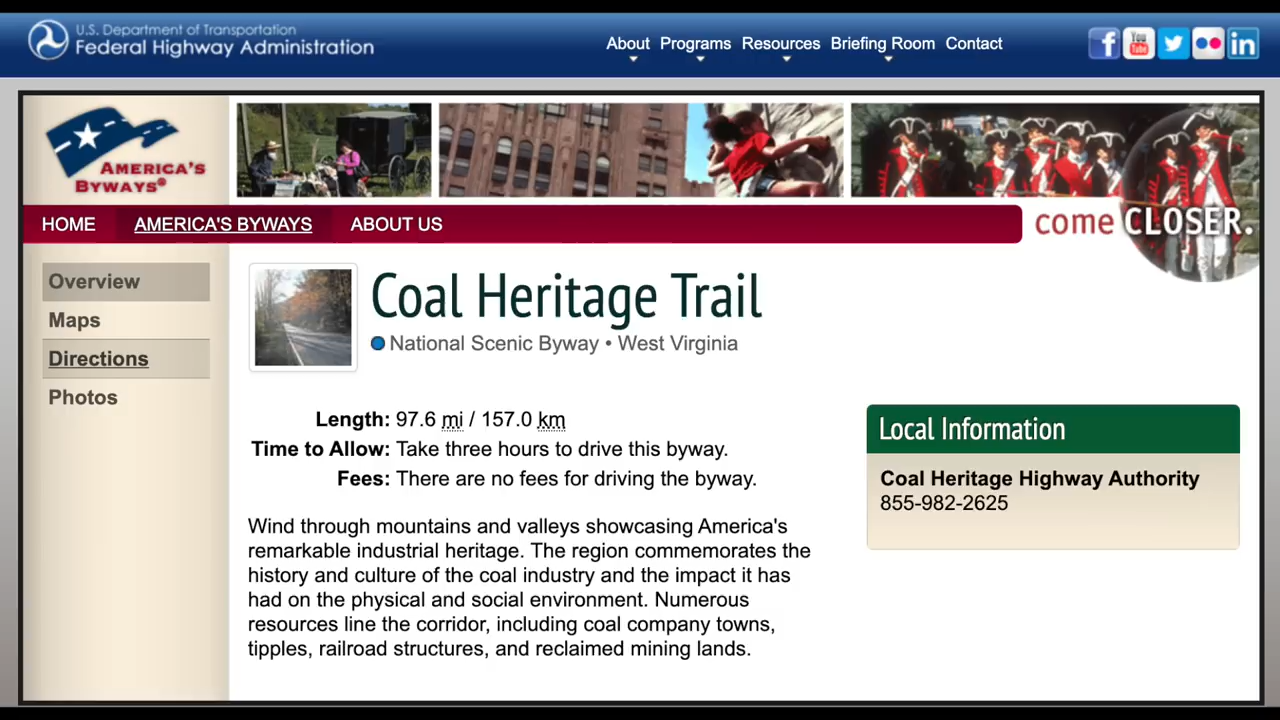 U.S. Department of Transportation
Federal Highway Administration
About Programs Resources Briefing Room Contact
You Tube
AMERICA'S
BYWAYS®
HOME AMERICA'S BYWAYS ABOUT US
come CLOSER.
Overview
Maps
Directions
Photos
Coal Heritage Trail
National Scenic Byway • West Virginia
Length: 97.6 mi / 157.0 km
Time to Allow: Take three hours to drive this byway.
Fees: There are no fees for driving the byway.
Wind through mountains and valleys showcasing America's
remarkable industrial heritage. The region commemorates the
history and culture of the coal industry and the impact it has
had on the physical and social environment. Numerous
resources line the corridor, including coal company towns,
tipples, railroad structures, and reclaimed mining lands.
Local Information
Coal Heritage Highway Authority
855-982-2625